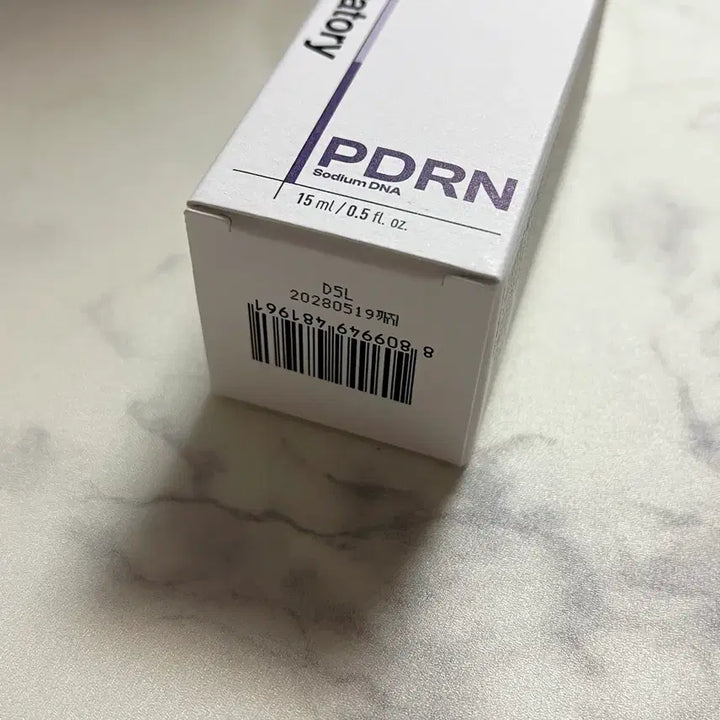 atory
PDRN
Sodium DNA
15 ml / 0.5 fl. oz.
D5L
20280519까지
8 809949 481961